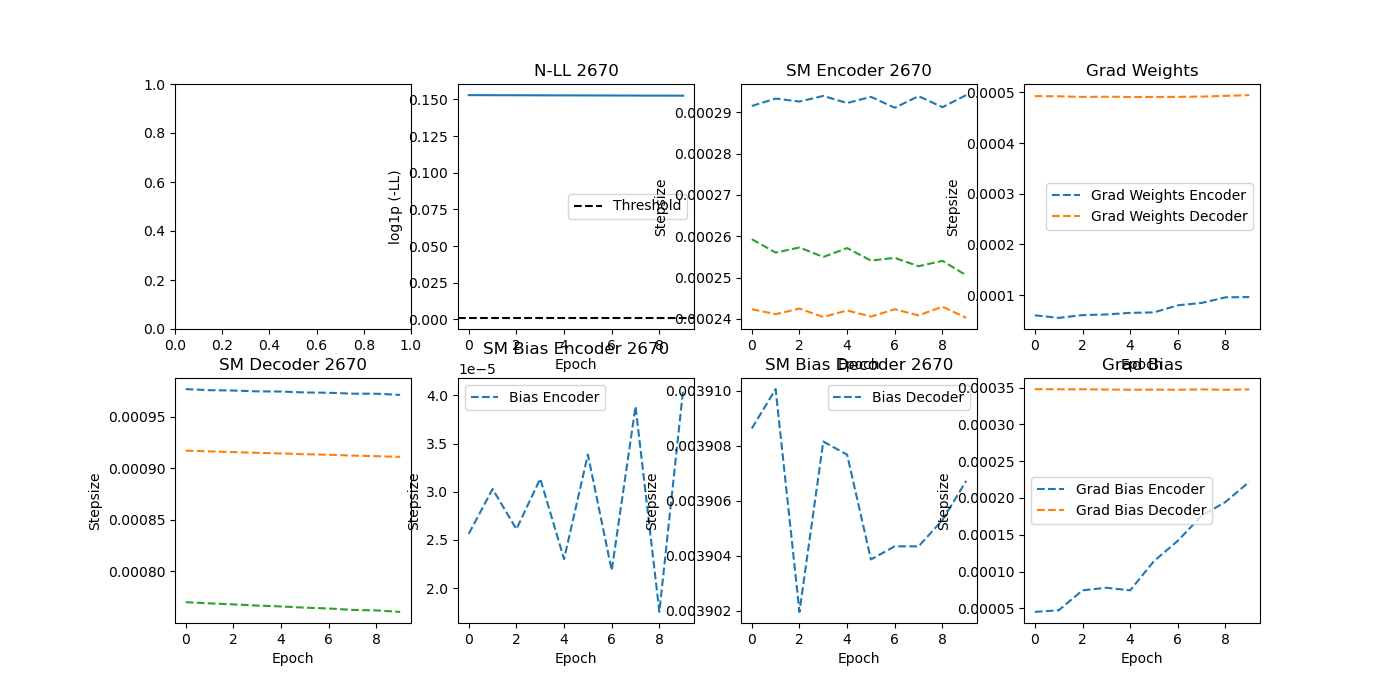 N-LL 2670
SM Encoder 2670
Grad Weights
1.0
0.8
0.6
0.4
0.2
0.0
0.0 0.2 0.4 0.6 0.8 1.0
log1p (-LL)
0.150
0.125
0.100
0.075
0.050
0.025
0.000
Threshold
0 2 4 6 8
Epoch
Stepsize
0.00029
0.00028
0.00027
0.00026
0.00025
0.00024
0 2 4 6 8
Epoch
Stepsize
0.0005
0.0004
0.0003
0.0002
0.0001
Grad Weights Encoder
Grad Weights Decoder
0 2 4 6 8
Epoch
SM Decoder 2670
SM Bias Encoder 2670
SM Bias Decoder 2670
Grad Bias
Stepsize
0.00095
0.00090
0.00085
0.00080
0 2 4 6 8
Epoch
Stepsize
1e−5
4.0
3.5
3.0
2.5
2.0
Bias Encoder
0 2 4 6 8
Epoch
Stepsize
0.003910
0.003908
0.003906
0.003904
0.003902
Bias Decoder
0 2 4 6 8
Epoch
Stepsize
0.00035
0.00030
0.00025
0.00020
0.00015
0.00010
0.00005
Grad Bias Encoder
Grad Bias Decoder
0 2 4 6 8
Epoch